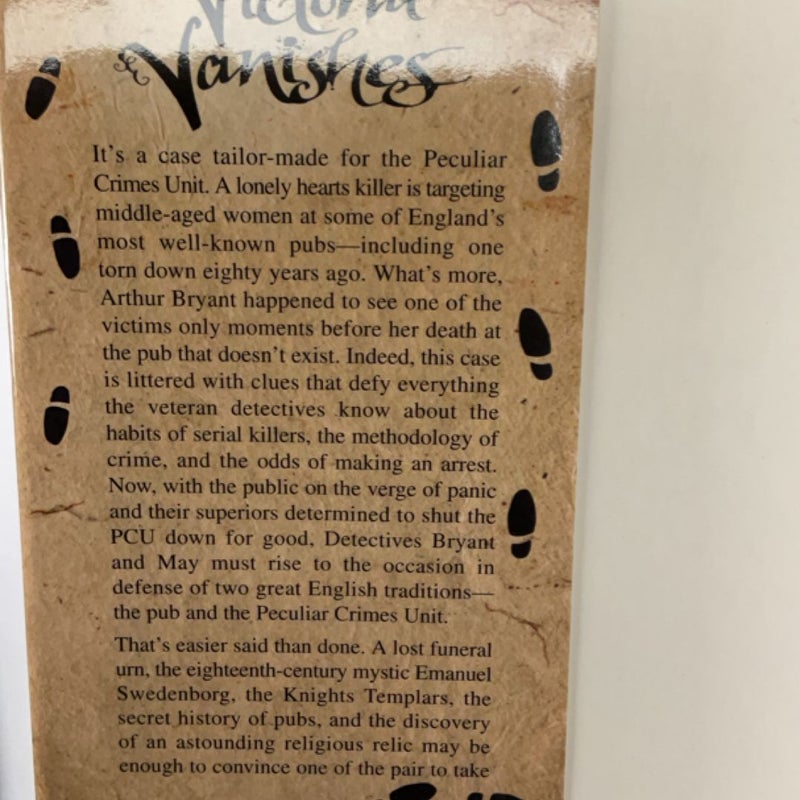 Victoria
Vanishes
It's a case tailor-made for the Peculiar
Crimes Unit. A lonely hearts killer is targeting
middle-aged women at some of England's
most well-known pubs—including one
torn down eighty years ago. What's more,
Arthur Bryant happened to see one of the
victims only moments before her death at
the pub that doesn't exist. Indeed, this case
is littered with clues that defy everything
the veteran detectives know about the
habits of serial killers, the methodology of
crime, and the odds of making an arrest.
Now, with the public on the verge of panic
and their superiors determined to shut the
PCU down for good, Detectives Bryant
and May must rise to the occasion in
defense of two great English traditions—
the pub and the Peculiar Crimes Unit.
That's easier said than done. A lost funeral
urn, the eighteenth-century mystic Emanuel
Swedenborg, the Knights Templars, the
secret history of pubs, and the discovery
of an astounding religious relic may be
enough to convince one of the pair to take